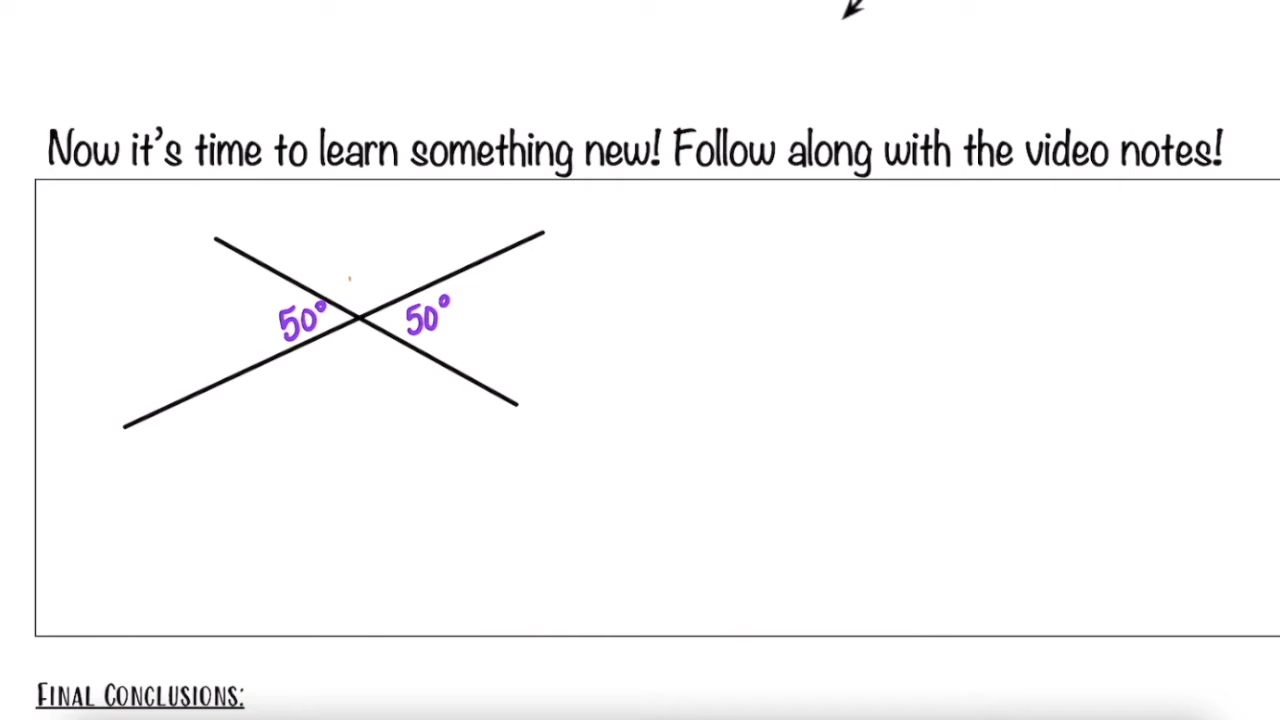 Now it's time to learn something new! Follow along with the video notes!
50° 50°
FINAL CONCLUSIONS: